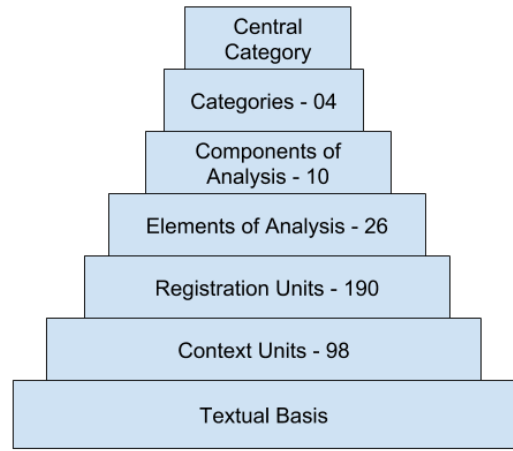 Central
Category
Categories - 04
Components of
Analysis - 10
Elements of Analysis - 26
Registration Units - 190
Context Units - 98
Textual Basis